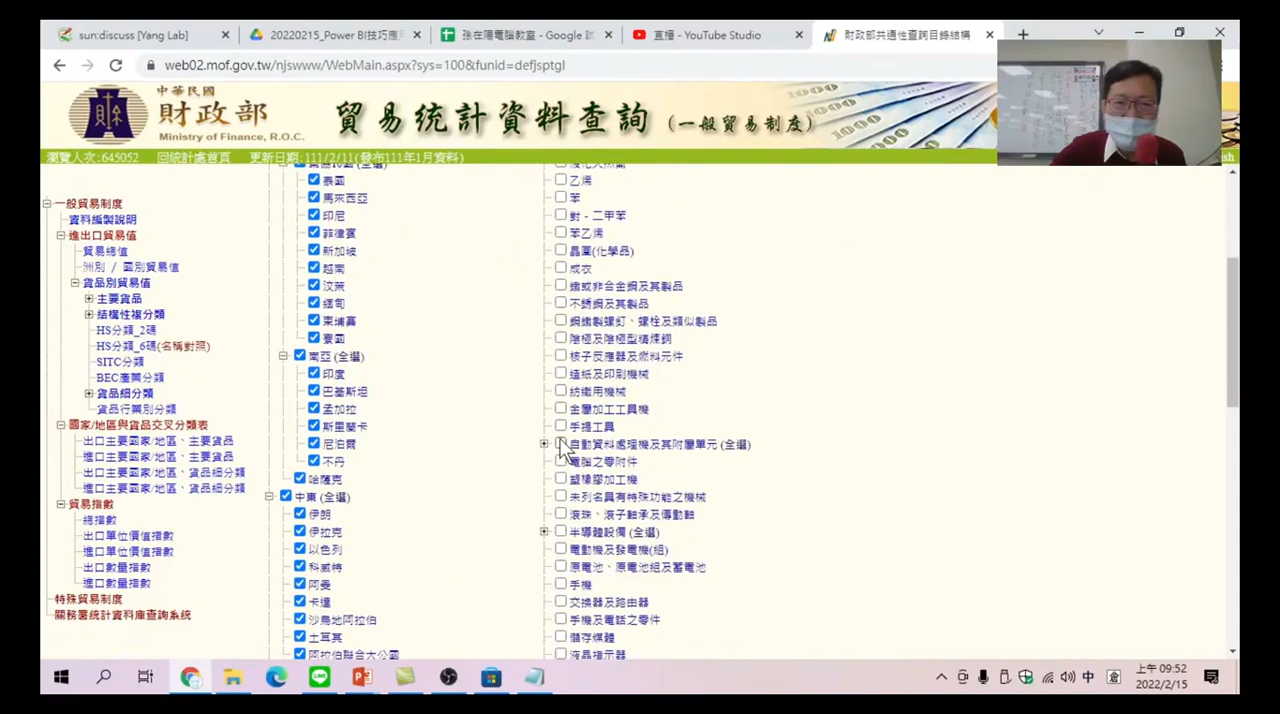 sun:discuss [Yang Lab]
20220215_Power BI技巧應用
孫在陽電腦教室 - Google 試
直播 - YouTube Studio
財政部共通性查詢目錄結構
web02.mof.gov.tw/njswww/WebMain.aspx?sys=100&funid=defjsptgl
中華民國
財政部
Ministry of Finance, R.O.C.
貿易統計資料查詢 (一般貿易制度)
瀏覽人次:645052
回統計處首頁
更新日期:111/2/11(發布111年1月資料)
一般貿易制度
資料編製說明
進出口貿易值
貿易總值
洲別 / 國別貿易值
貨品別貿易值
主要貨品
結構性複分類
HS分類_2碼
HS分類_6碼(名稱對照)
SITC分類
BEC產業分類
貨品細分類
貨品行業別分類
國家/地區與貨品交叉分類表
出口主要國家/地區、主要貨品
進口主要國家/地區、主要貨品
出口主要國家/地區、貨品細分類
進口主要國家/地區、貨品細分類
貿易指數
總指數
出口單位價值指數
進口單位價值指數
出口數量指數
進口數量指數
特殊貿易制度
關務署統計資料庫查詢系統
東協10國 (全選)
泰國
馬來西亞
印尼
菲律賓
新加坡
越南
汶萊
緬甸
柬埔寨
寮國
南亞 (全選)
印度
巴基斯坦
孟加拉
斯里蘭卡
尼泊爾
不丹
哈薩克
中東 (全選)
伊朗
伊拉克
以色列
科威特
阿曼
卡達
沙烏地阿拉伯
土耳其
阿拉伯聯合大公國
液化天然氣
乙烯
苯
對－二甲苯
苯乙烯
晶圓(化學品)
成衣
鐵或非合金鋼及其製品
不銹鋼及其製品
鋼鐵製螺釘、螺栓及類似製品
陰極及陰極型精煉銅
核子反應器及燃料元件
造紙及印刷機械
紡織用機械
金屬加工工具機
手提工具
自動資料處理機及其附屬單元 (全選)
電腦之零附件
塑橡膠加工機
未列名具有特殊功能之機械
滾珠、滾子軸承及傳動軸
半導體設備 (全選)
電動機及發電機(組)
原電池、原電池組及蓄電池
手機
交換器及路由器
手機及電話之零件
儲存媒體
液晶指示器
中
倉
上午 09:52
2022/2/15